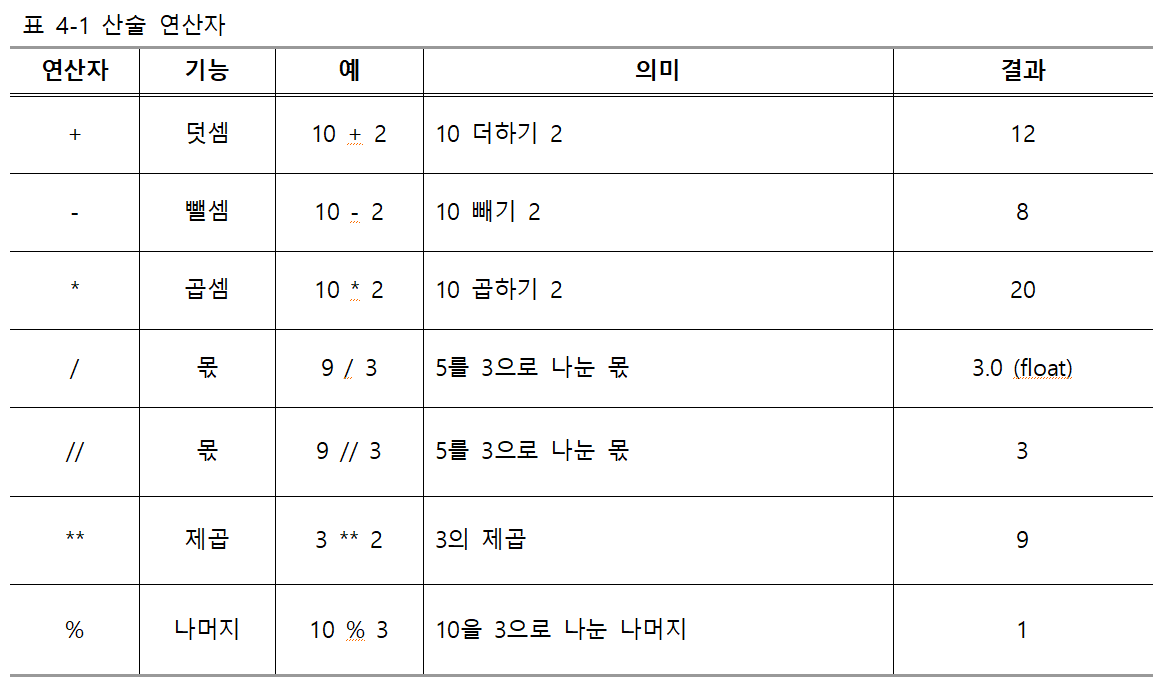 표 4-1 산술 연산자
연산자 기능 예 의미 결과
+ 덧셈 10 + 2 10 더하기 2 12
- 뺄셈 10 - 2 10 빼기 2 8
* 곱셈 10 * 2 10 곱하기 2 20
/ 몫 9 / 3 5를 3으로 나눈 몫 3.0 (float)
// 몫 9 // 3 5를 3으로 나눈 몫 3
** 제곱 3 ** 2 3의 제곱 9
% 나머지 10 % 3 10을 3으로 나눈 나머지 1